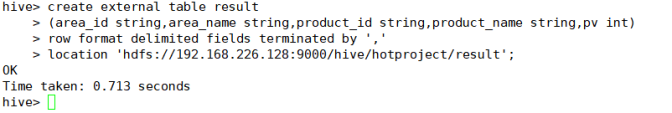 hive> create external table result
    > (area_id string,area_name string,product_id string,product_name string,pv int)
    > row format delimited fields terminated by ','
    > location 'hdfs://192.168.226.128:9000/hive/hotproject/result';
OK
Time taken: 0.713 seconds
hive>